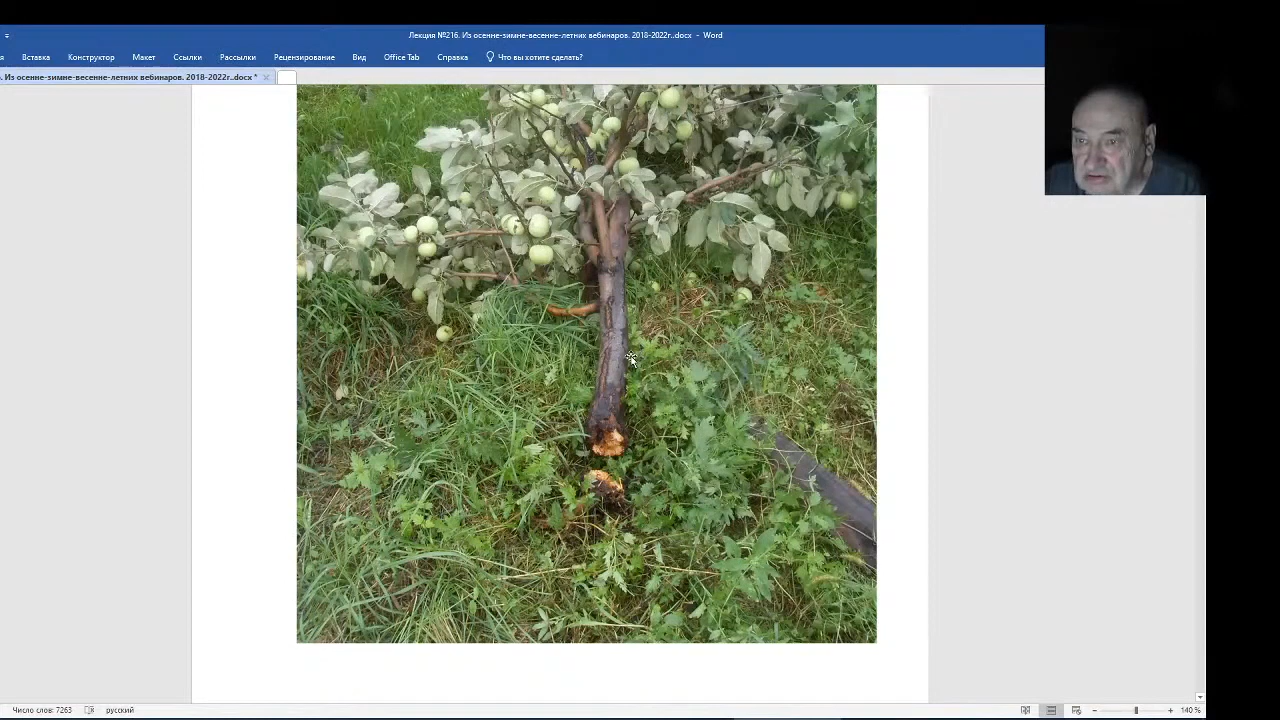 Лекция №216. Из осенне-зимне-весенне-летних вебинаров. 2018-2022г..docx - Word
Вставка Конструктор Макет Ссылки Рассылки Рецензирование Вид Office Tab Справка Что вы хотите сделать?
. Из осенне-зимне-весенне-летних вебинаров. 2018-2022г..docx *
Число слов: 7263 русский 140 %